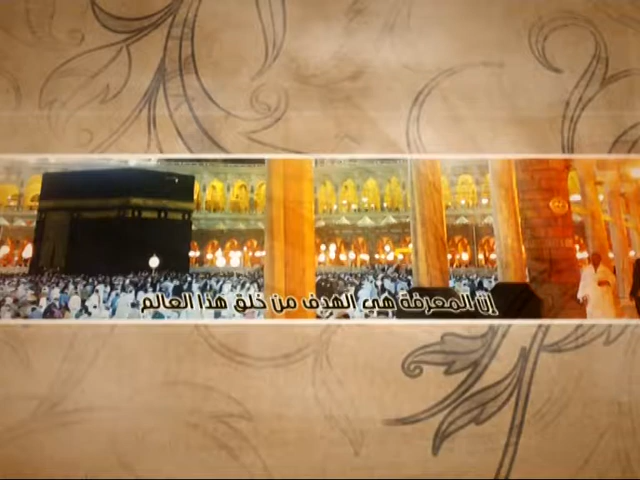 إن المعرفة هي الهدف من خلق هذا العالم